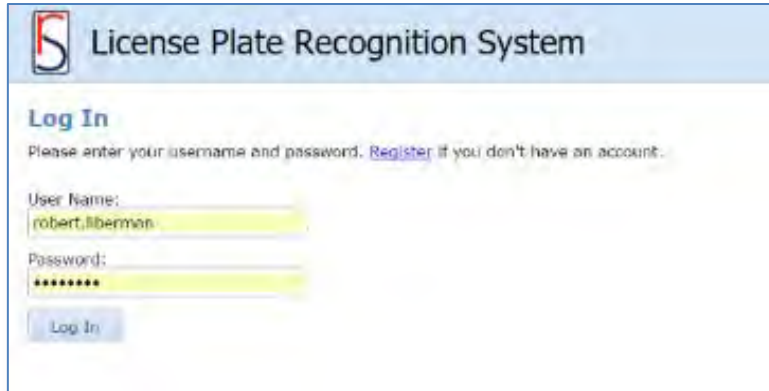 rS
License Plate Recognition System
Log In
Please enter your username and password. Register if you don't have an account.
User Name:
robert.liberman
Password:
••••••••
Log In